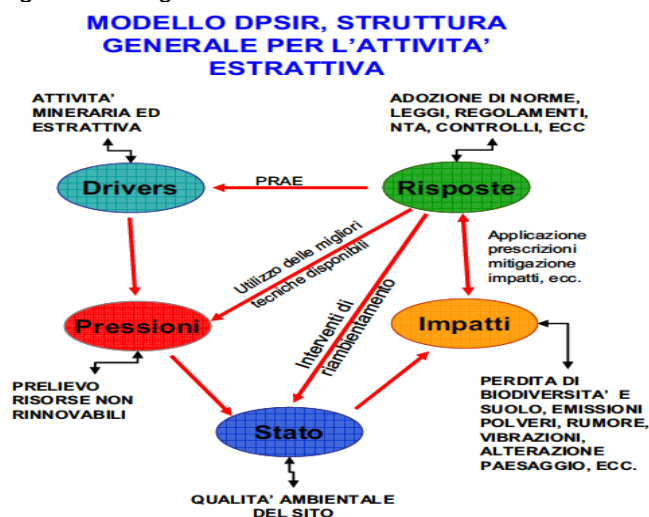 MODELLO DPSIR, STRUTTURA
GENERALE PER L'ATTIVITA'
ESTRATTIVA
ATTIVITA'
MINERARIA ED
ESTRATTIVA
ADOZIONE DI NORME,
LEGGI, REGOLAMENTI,
NTA, CONTROLLI, ECC
Drivers
PRAE
Risposte
Utilizzo delle migliori
tecniche disponibili
Applicazione
prescrizioni
mitigazione
impatti, ecc.
Interventi di
riambientamento
Pressioni
Impatti
PRELIEVO
RISORSE NON
RINNOVABILI
PERDITA DI
BIODIVERSITA' E
SUOLO, EMISSIONI
POLVERI, RUMORE,
VIBRAZIONI,
ALTERAZIONE
PAESAGGIO, ECC.
Stato
QUALITA' AMBIENTALE
DEL SITO